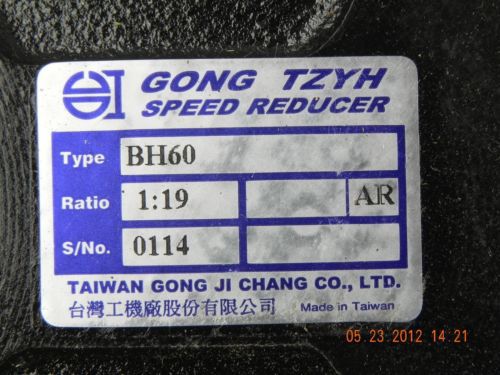 GONG TZYH
SPEED REDUCER
Type BH60
Ratio 1:19 AR
S/No. 0114
TAIWAN GONG JI CHANG CO., LTD.
台灣工機廠股份有限公司 Made in Taiwan
05.23.2012 14:21